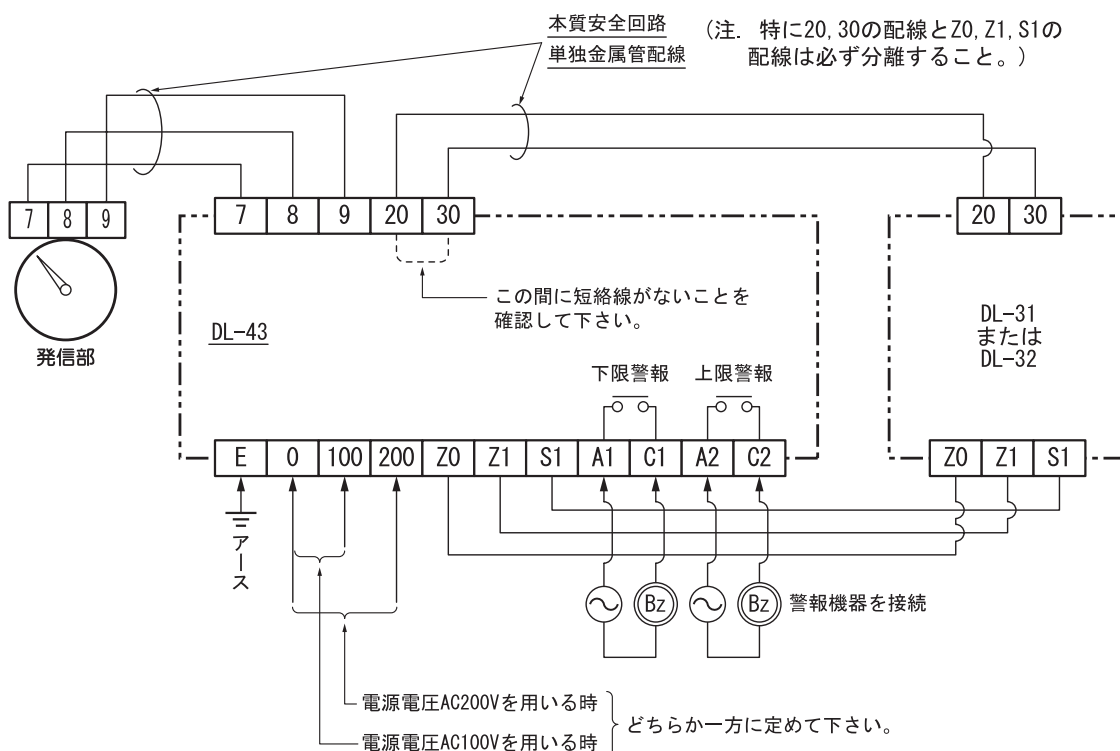 本質安全回路
単独金属管配線
(注. 特に20, 30の配線とZ0, Z1, S1の
配線は必ず分離すること。)
7 8 9
発信部
7 8 9 20 30
20 30
この間に短絡線がないことを
確認して下さい。
DL-43
DL-31
または
DL-32
下限警報 上限警報
E 0 100 200 Z0 Z1 S1 A1 C1 A2 C2
Z0 Z1 S1
アース
Bz Bz 警報機器を接続
電源電圧AC200Vを用いる時
電源電圧AC100Vを用いる時
どちらか一方に定めて下さい。